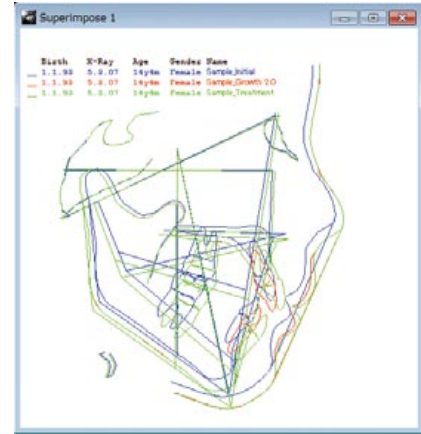 Superimpose 1
Birth X-Ray Age Gender Name
1.1.93 5.3.07 14y4m Female Sample_Initial
1.1.93 5.3.07 14y4m Female Sample_Growth 2.0
1.1.93 5.3.07 14y4m Female Sample_Treatment